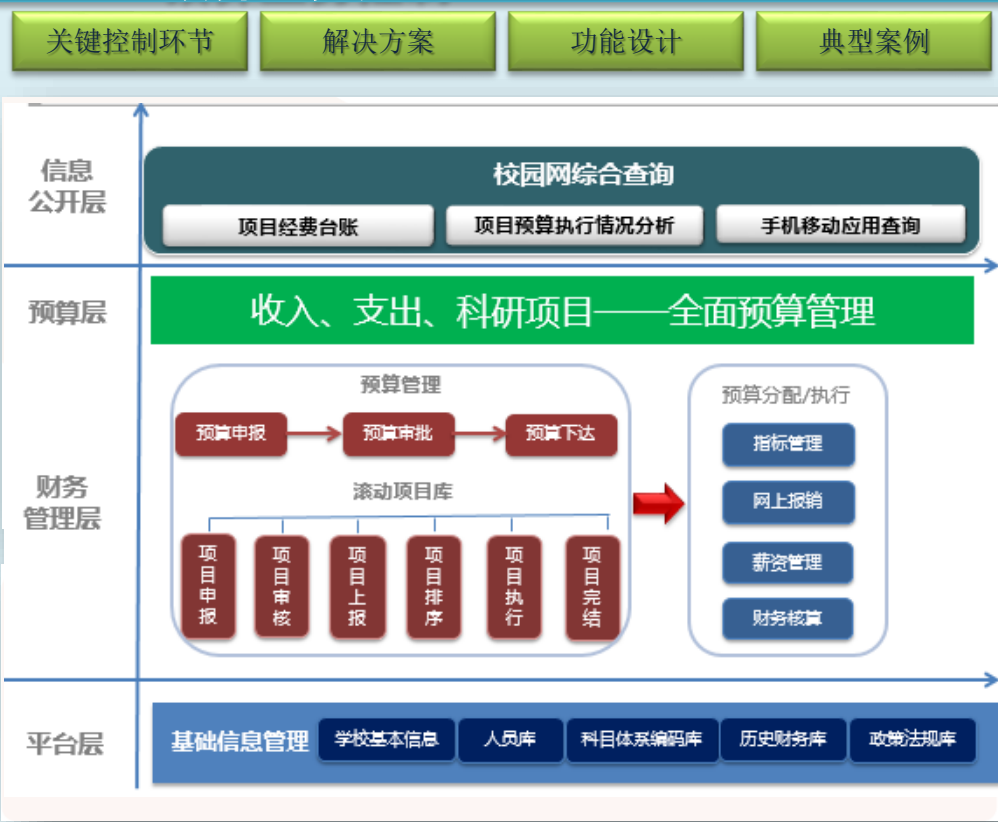 关键控制环节
解决方案
功能设计
典型案例
信息
公开层
校园网综合查询
项目经费台账
项目预算执行情况分析
手机移动应用查询
预算层
收入、支出、科研项目——全面预算管理
财务
管理层
预算管理
预算申报
预算审批
预算下达
滚动项目库
项目申报
项目审核
项目上报
项目排序
项目执行
项目完结
预算分配/执行
指标管理
网上报销
薪资管理
财务核算
平台层
基础信息管理
学校基本信息
人员库
科目体系编码库
历史财务库
政策法规库